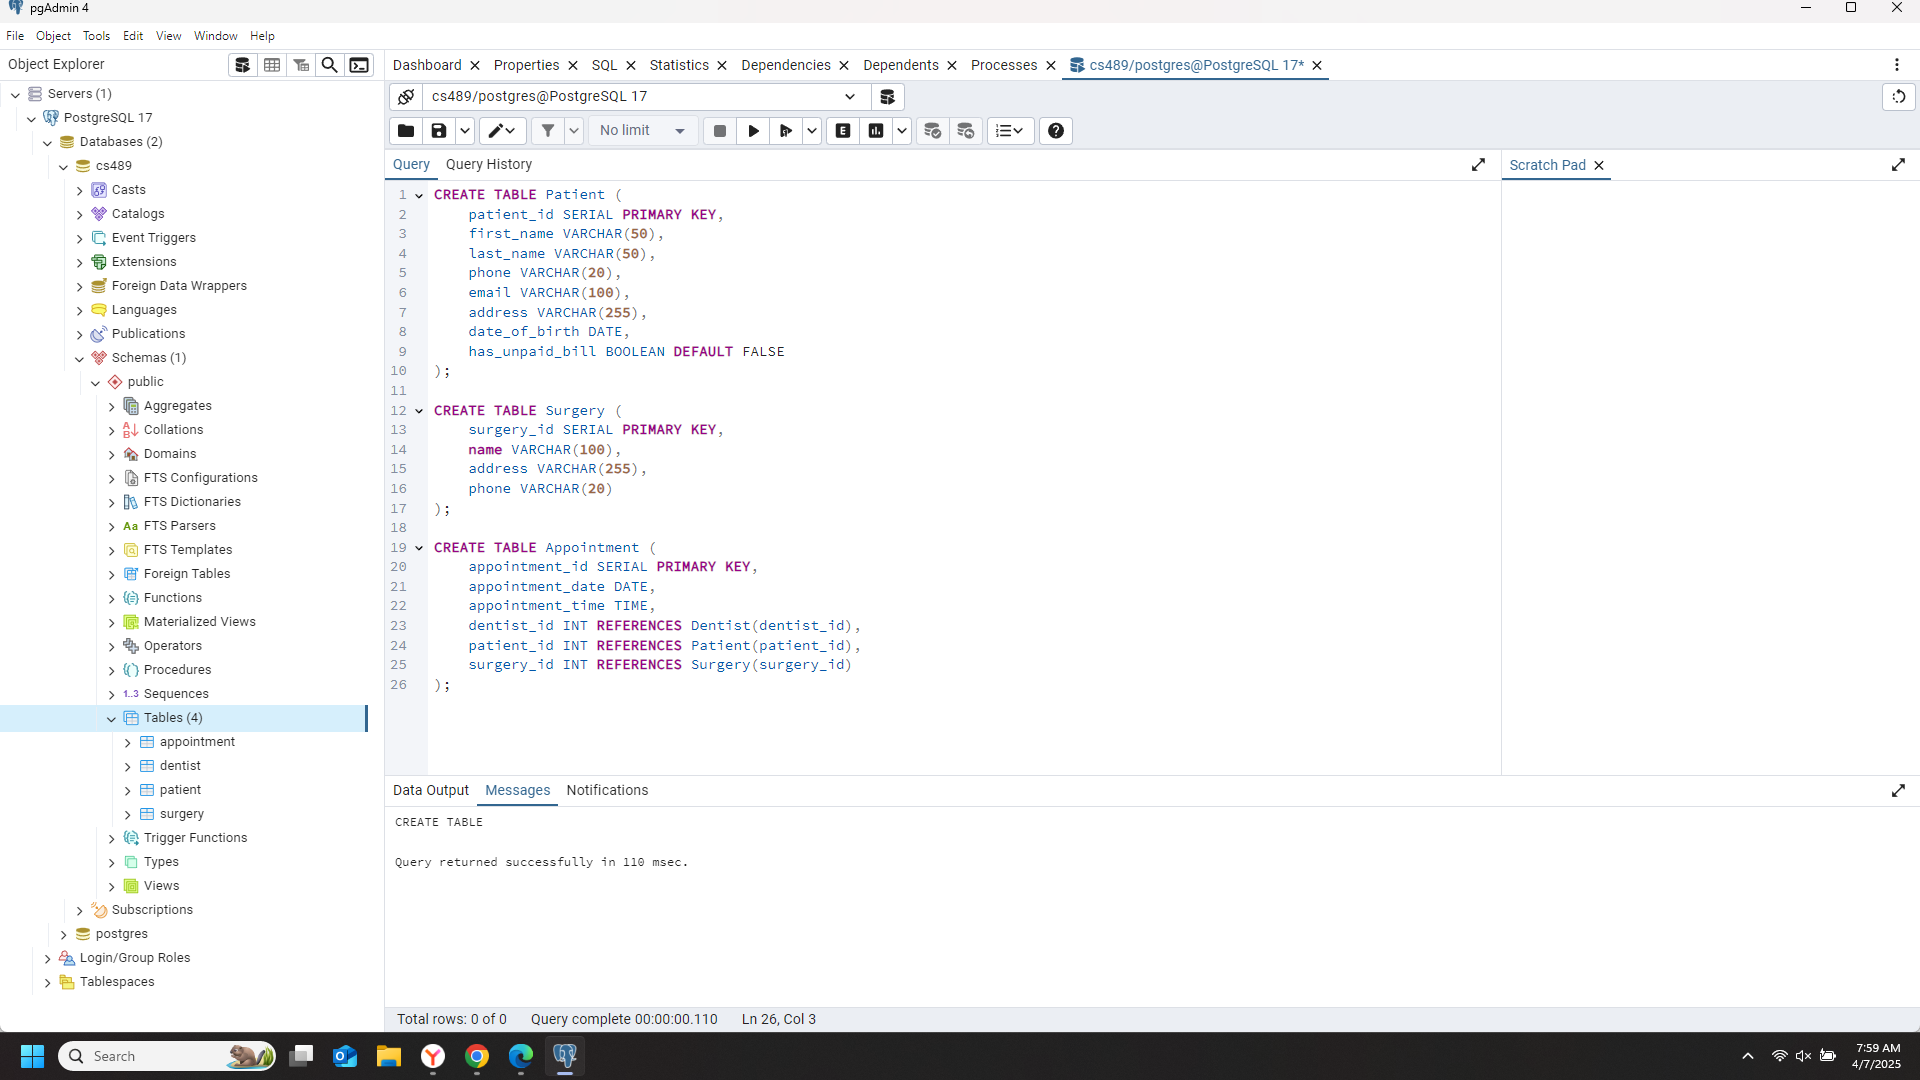 pgAdmin 4
File Object Tools Edit View Window Help
Object Explorer
Servers (1)
PostgreSQL 17
Databases (2)
cs489
Casts
Catalogs
Event Triggers
Extensions
Foreign Data Wrappers
Languages
Publications
Schemas (1)
public
Aggregates
Collations
Domains
FTS Configurations
FTS Dictionaries
Aa FTS Parsers
FTS Templates
Foreign Tables
Functions
Materialized Views
Operators
Procedures
1..3 Sequences
Tables (4)
appointment
dentist
patient
surgery
Trigger Functions
Types
Views
Subscriptions
postgres
Login/Group Roles
Tablespaces
Dashboard Properties SQL Statistics Dependencies Dependents Processes cs489/postgres@PostgreSQL 17*
cs489/postgres@PostgreSQL 17
No limit E
Query Query History
1 CREATE TABLE Patient (
2 patient_id SERIAL PRIMARY KEY,
3 first_name VARCHAR(50),
4 last_name VARCHAR(50),
5 phone VARCHAR(20),
6 email VARCHAR(100),
7 address VARCHAR(255),
8 date_of_birth DATE,
9 has_unpaid_bill BOOLEAN DEFAULT FALSE
10 );
11
12 CREATE TABLE Surgery (
13 surgery_id SERIAL PRIMARY KEY,
14 name VARCHAR(100),
15 address VARCHAR(255),
16 phone VARCHAR(20)
17 );
18
19 CREATE TABLE Appointment (
20 appointment_id SERIAL PRIMARY KEY,
21 appointment_date DATE,
22 appointment_time TIME,
23 dentist_id INT REFERENCES Dentist(dentist_id),
24 patient_id INT REFERENCES Patient(patient_id),
25 surgery_id INT REFERENCES Surgery(surgery_id)
26 );
Scratch Pad
Data Output Messages Notifications
CREATE TABLE
Query returned successfully in 110 msec.
Total rows: 0 of 0 Query complete 00:00:00.110 Ln 26, Col 3
Search
7:59 AM
4/7/2025